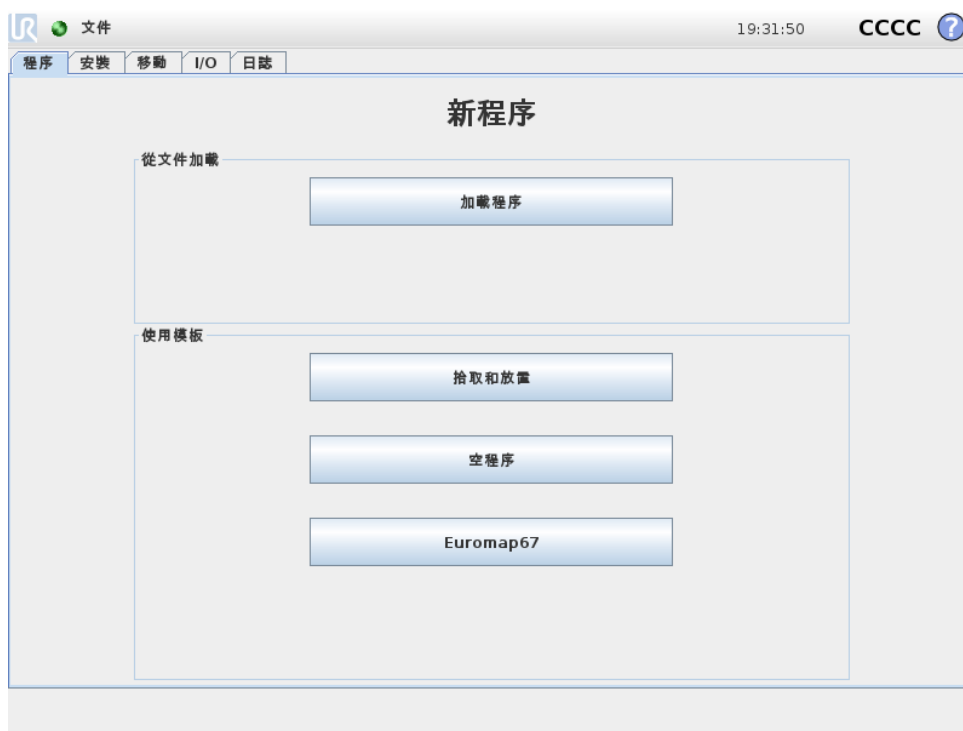 UR 文件 19:31:50 CCCC ?
程序 安裝 移動 I/O 日誌
新程序
從文件加載
加載程序
使用模板
拾取和放置
空程序
Euromap67